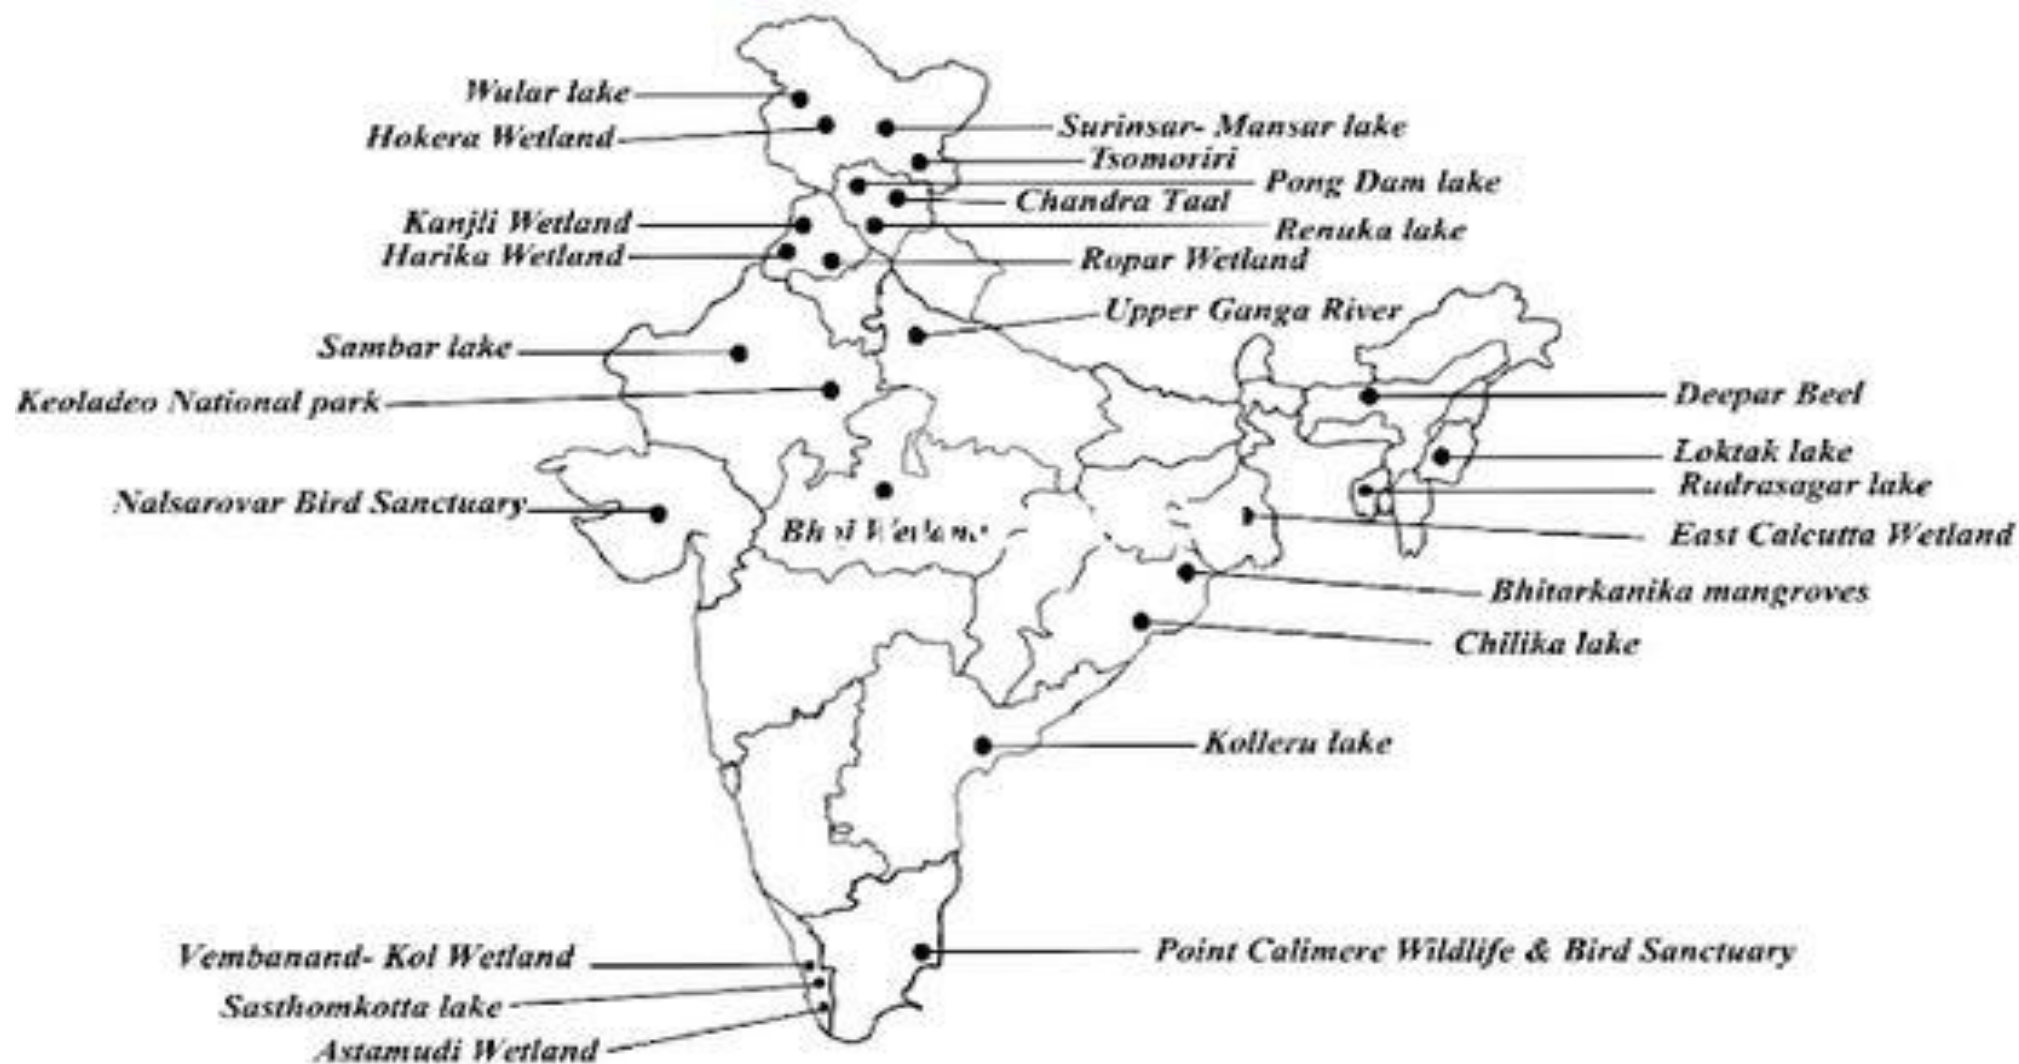 Wular lake
Hokera Wetland
Surinsar- Mansar lake
Tsomoriri
Pong Dam lake
Chandra Taal
Kanjli Wetland
Renuka lake
Harika Wetland
Ropar Wetland
Upper Ganga River
Sambar lake
Keoladeo National park
Deepar Beel
Loktak lake
Rudrasagar lake
Nalsarovar Bird Sanctuary
East Calcutta Wetland
Bhitarkanika mangroves
Chilika lake
Kolleru lake
Vembanand- Kol Wetland
Point Calimere Wildlife & Bird Sanctuary
Sasthomkotta lake
Astamudi Wetland